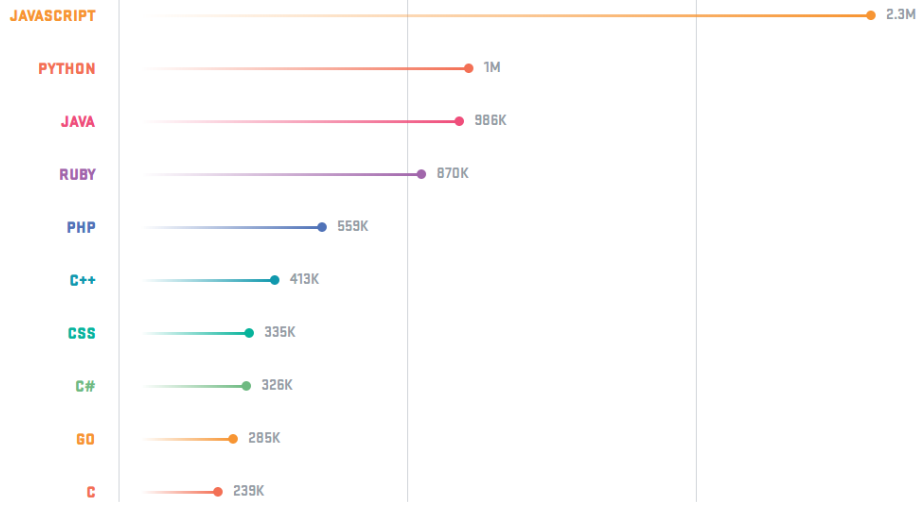 JAVASCRIPT 2.3M
PYTHON 1M
JAVA 986K
RUBY 870K
PHP 559K
C++ 413K
CSS 335K
C# 326K
GO 285K
C 239K